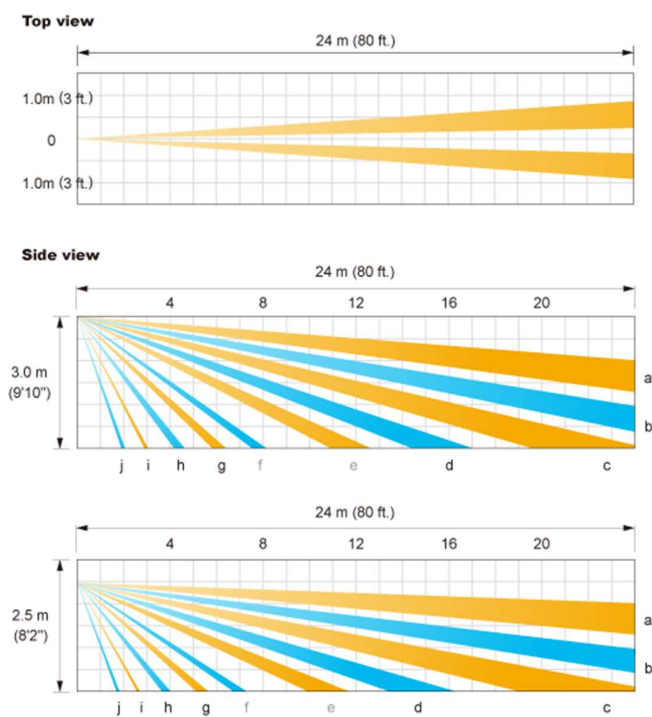 Top view
24 m (80 ft.)
1.0m (3 ft.)
0
1.0m (3 ft.)
Side view
24 m (80 ft.)
4 8 12 16 20
3.0 m
(9'10")
a
b
j i h g f e d c
24 m (80 ft.)
4 8 12 16 20
2.5 m
(8'2")
a
b
j i h g f e d c